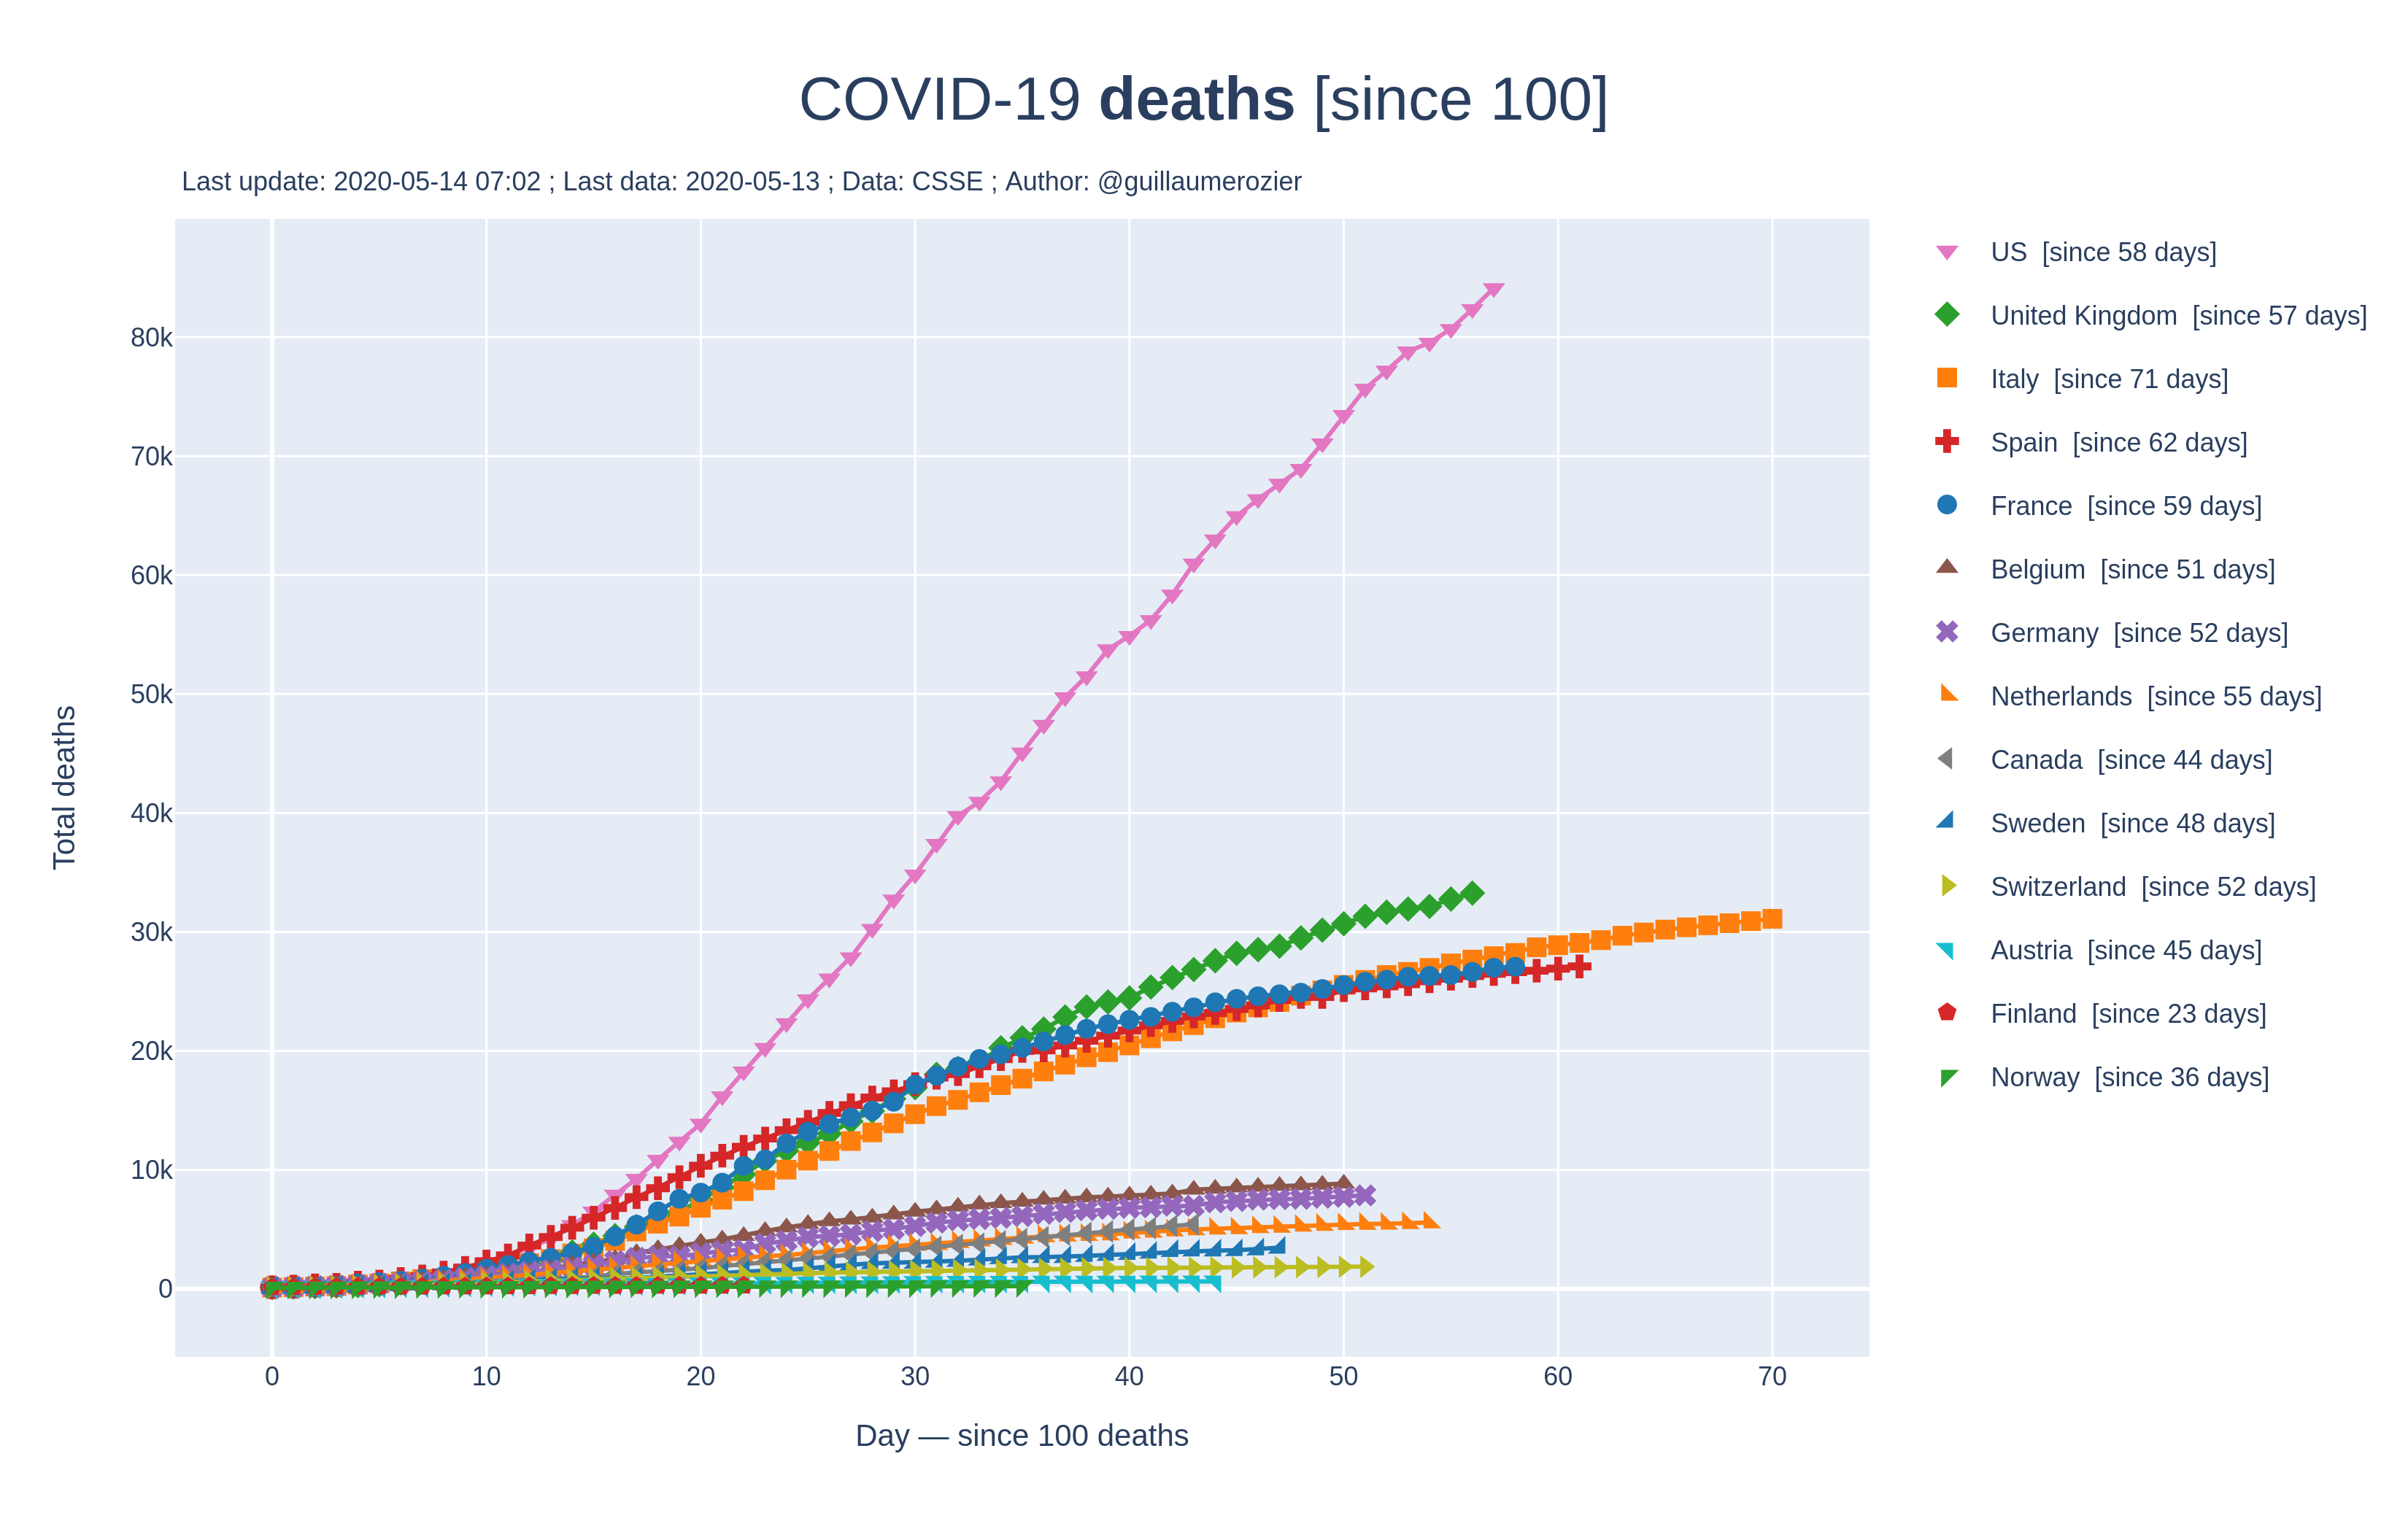 COVID-19 deaths [since 100]
Last update: 2020-05-14 07:02 ; Last data: 2020-05-13 ; Data: CSSE ; Author: @guillaumerozier
US [since 58 days]
United Kingdom [since 57 days]
Italy [since 71 days]
Spain [since 62 days]
France [since 59 days]
Belgium [since 51 days]
Germany [since 52 days]
Netherlands [since 55 days]
Canada [since 44 days]
Sweden [since 48 days]
Switzerland [since 52 days]
Austria [since 45 days]
Finland [since 23 days]
Norway [since 36 days]
Total deaths
80k
70k
60k
50k
40k
30k
20k
10k
0
0 10 20 30 40 50 60 70
Day — since 100 deaths